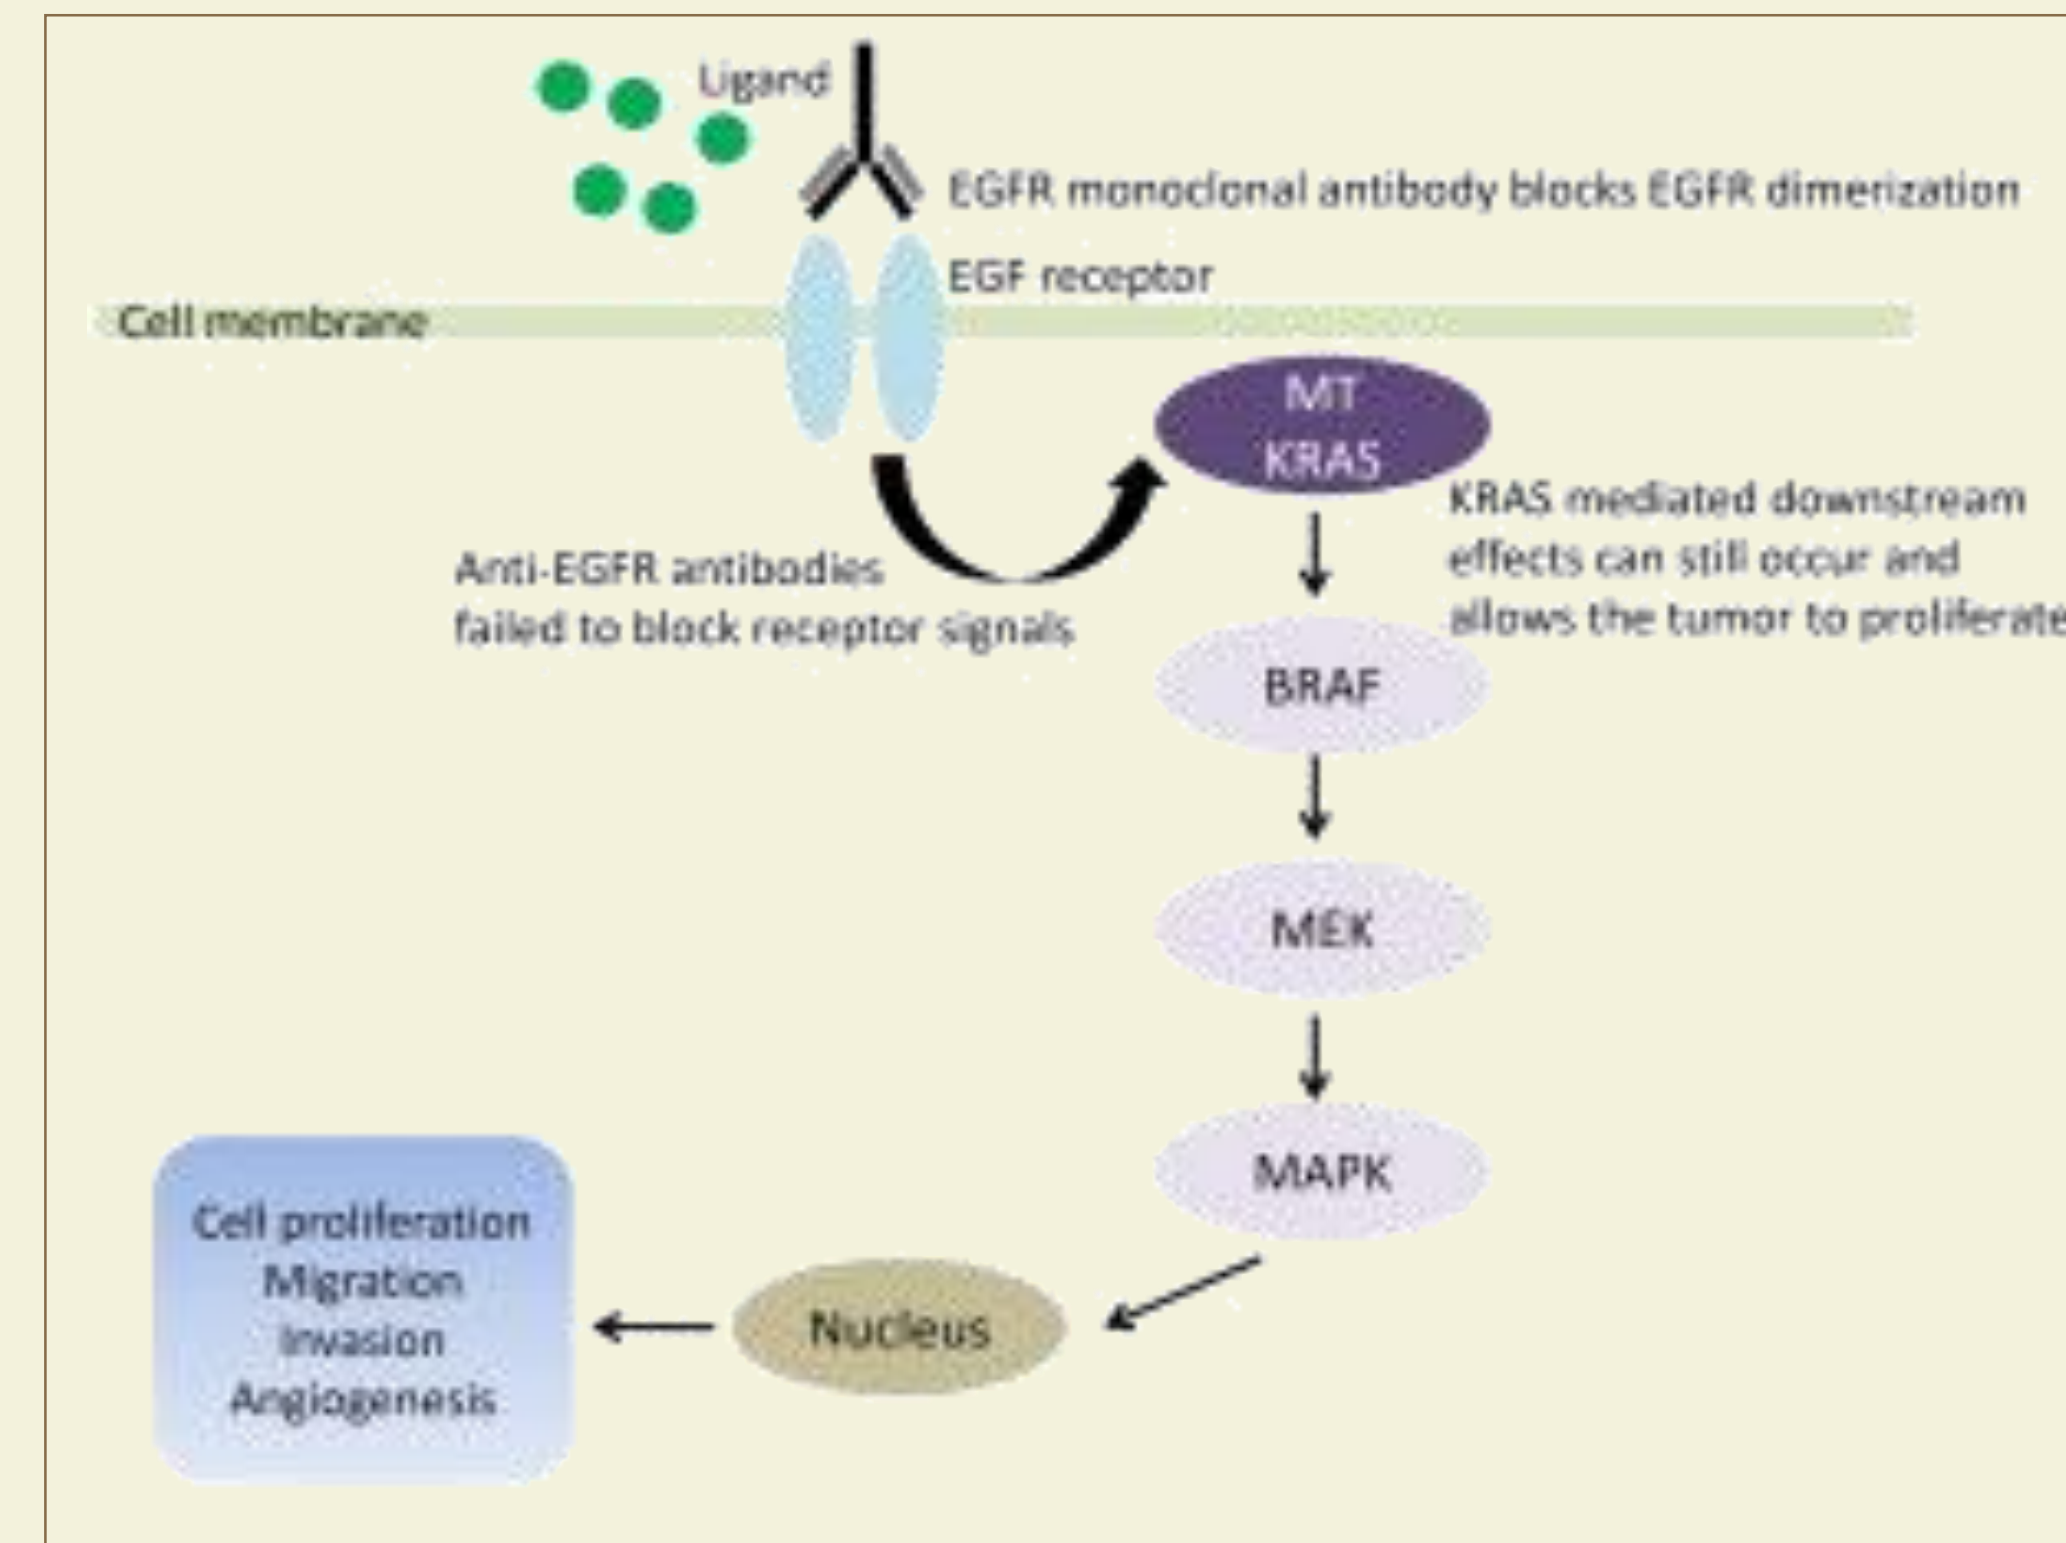 Ligand
EGFR monoclonal antibody blocks EGFR dimerization
EGF receptor
Cell membrane
MT
KRAS
KRAS mediated downstream
effects can still occur and
allows the tumor to proliferate
Anti-EGFR antibodies
failed to block receptor signals
BRAF
MEK
MAPK
Nucleus
Cell proliferation
Migration
Invasion
Angiogenesis